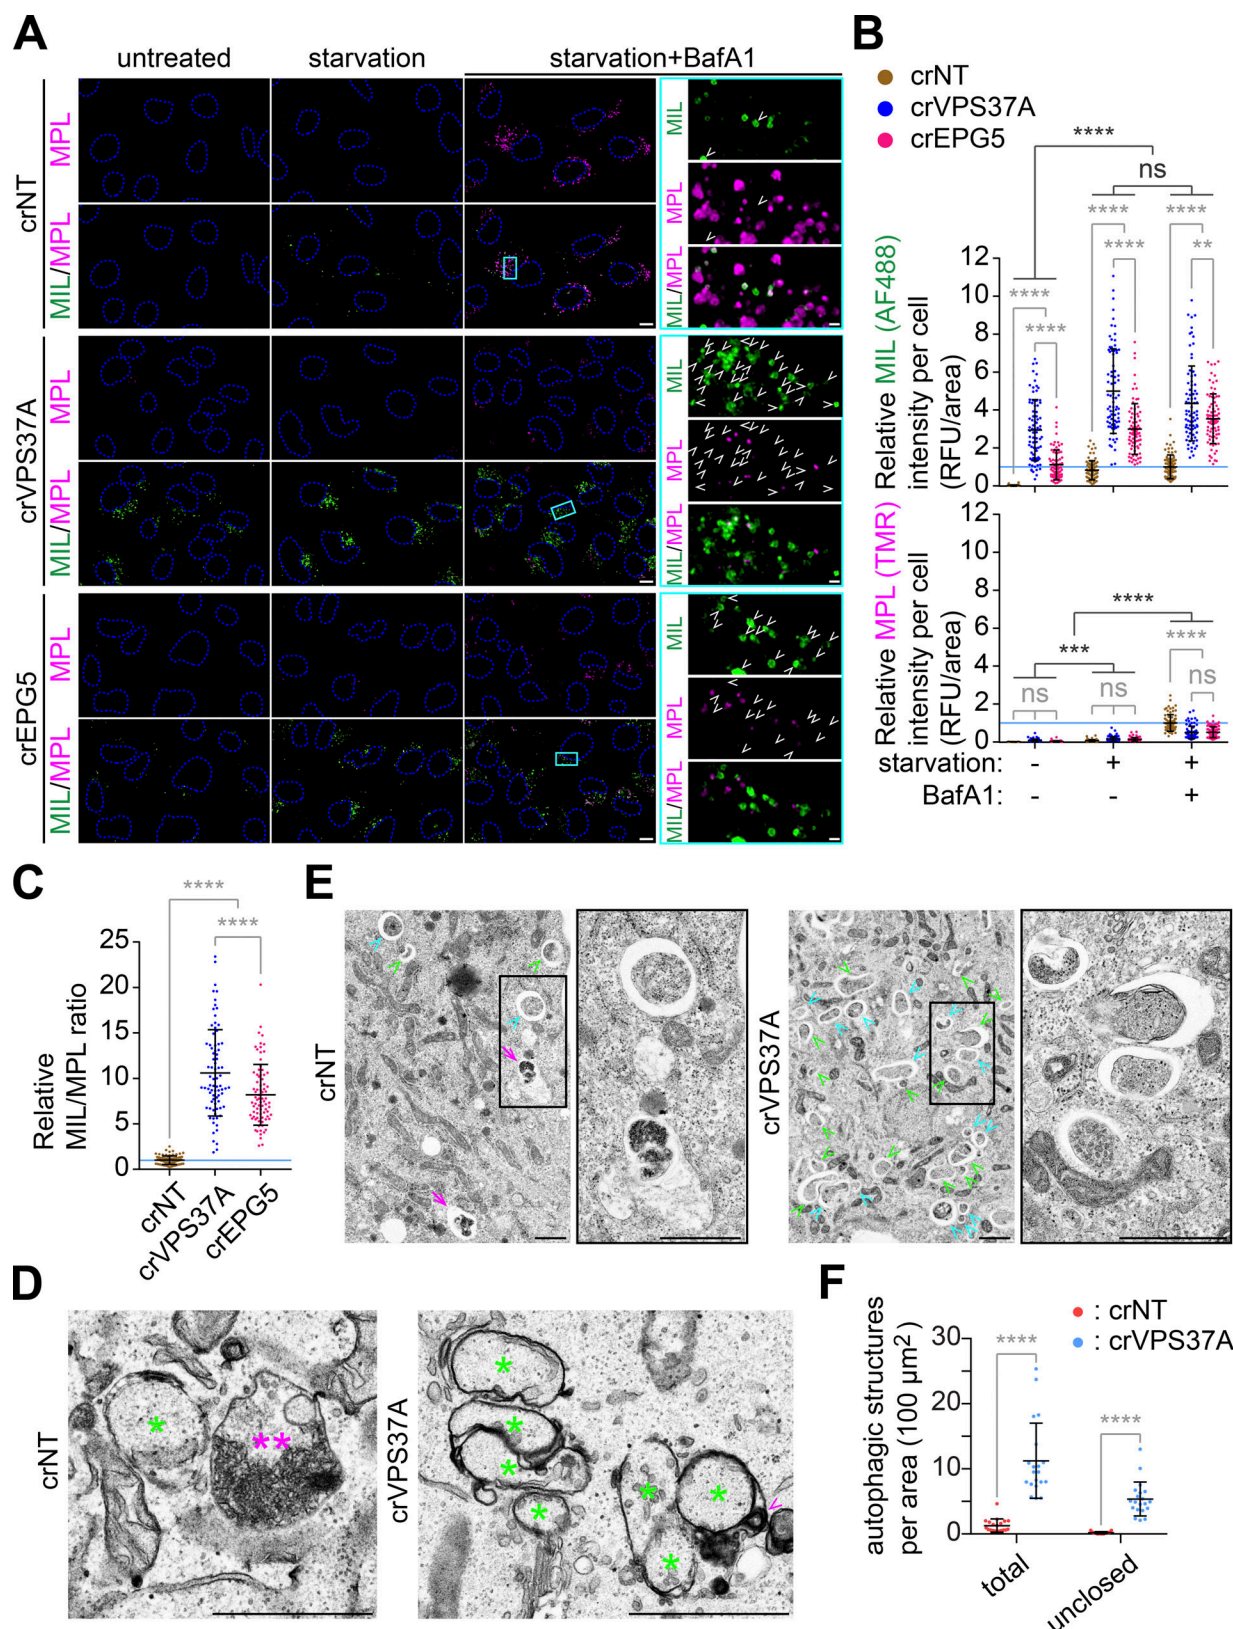 A
untreated
starvation
starvation+BafA1
crNT
MPL
MIL/MPL
MIL
MPL
MIL/MPL
crVPS37A
MPL
MIL/MPL
MIL
MPL
MIL/MPL
crEPG5
MPL
MIL/MPL
MIL
MPL
MIL/MPL
B
crNT
crVPS37A
crEPG5
Relative MIL (AF488)
intensity per cell
(RFU/area)
12
10
8
6
4
2
0
****
ns
****
****
****
****
****
**
Relative MPL (TMR)
intensity per cell
(RFU/area)
12
10
8
6
4
2
0
****
***
****
ns
ns
ns
starvation: - + +
BafA1: - - +
C
Relative
MIL/MPL ratio
25
20
15
10
5
0
****
****
crNT
crVPS37A
crEPG5
E
crNT
crVPS37A
D
crNT
*
**
crVPS37A
*
*
*
*
*
*
*
F
: crNT
: crVPS37A
autophagic structures
per area (100 µm2 )
30
20
10
0
****
****
total
unclosed